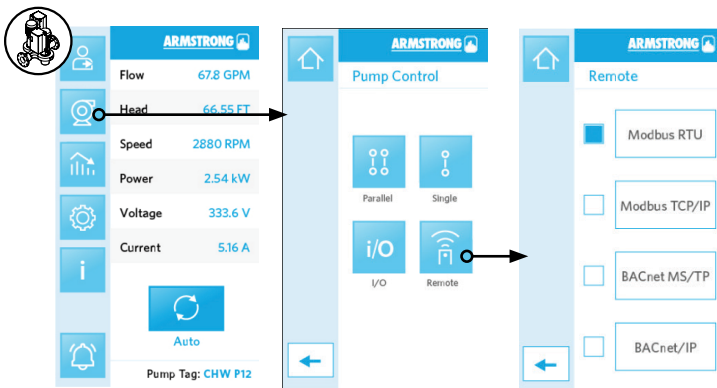 ARMSTRONG
Flow 67.8 GPM
Head 66.55 FT
Speed 2880 RPM
Power 2.54 kW
Voltage 333.6 V
Current 5.16 A
i
Auto
Pump Tag: CHW P12
ARMSTRONG
Pump Control
Parallel Single
i/O
I/O Remote
ARMSTRONG
Remote
Modbus RTU
Modbus TCP/IP
BACnet MS/TP
BACnet/IP